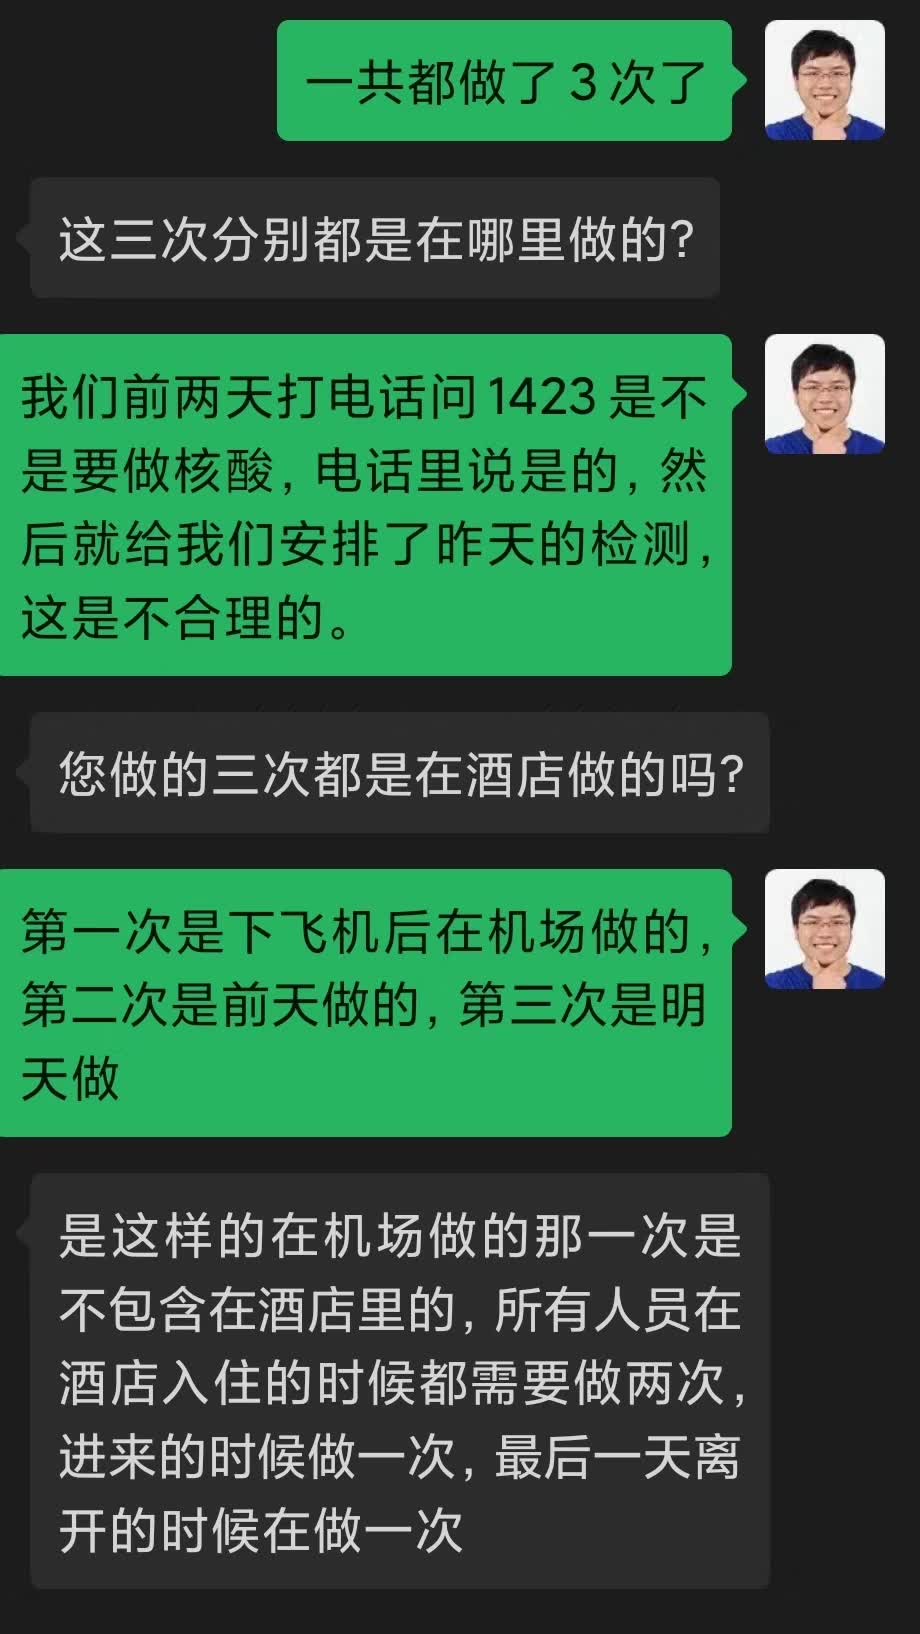 一共都做了3次了
这三次分别都是在哪里做的?
我们前两天打电话问1423是不
是要做核酸，电话里说是的，然
后就给我们安排了昨天的检测，
这是不合理的。
您做的三次都是在酒店做的吗?
第一次是下飞机后在机场做的，
第二次是前天做的，第三次是明
天做
是这样的在机场做的那一次是
不包含在酒店里的，所有人员在
酒店入住的时候都需要做两次，
进来的时候做一次，最后一天离
开的时候在做一次